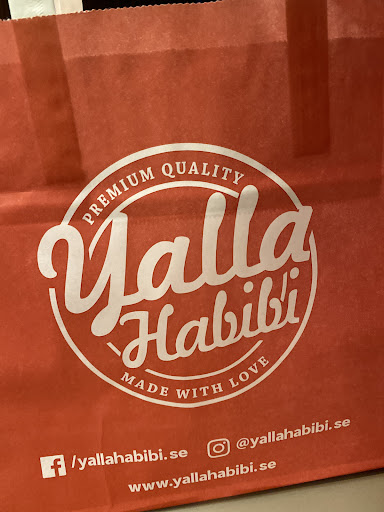 PREMIUM QUALITY
Yalla
Habibi
MADE WITH LOVE
/yallahabibi.se @yallahabibi.se
www.yallahabibi.se